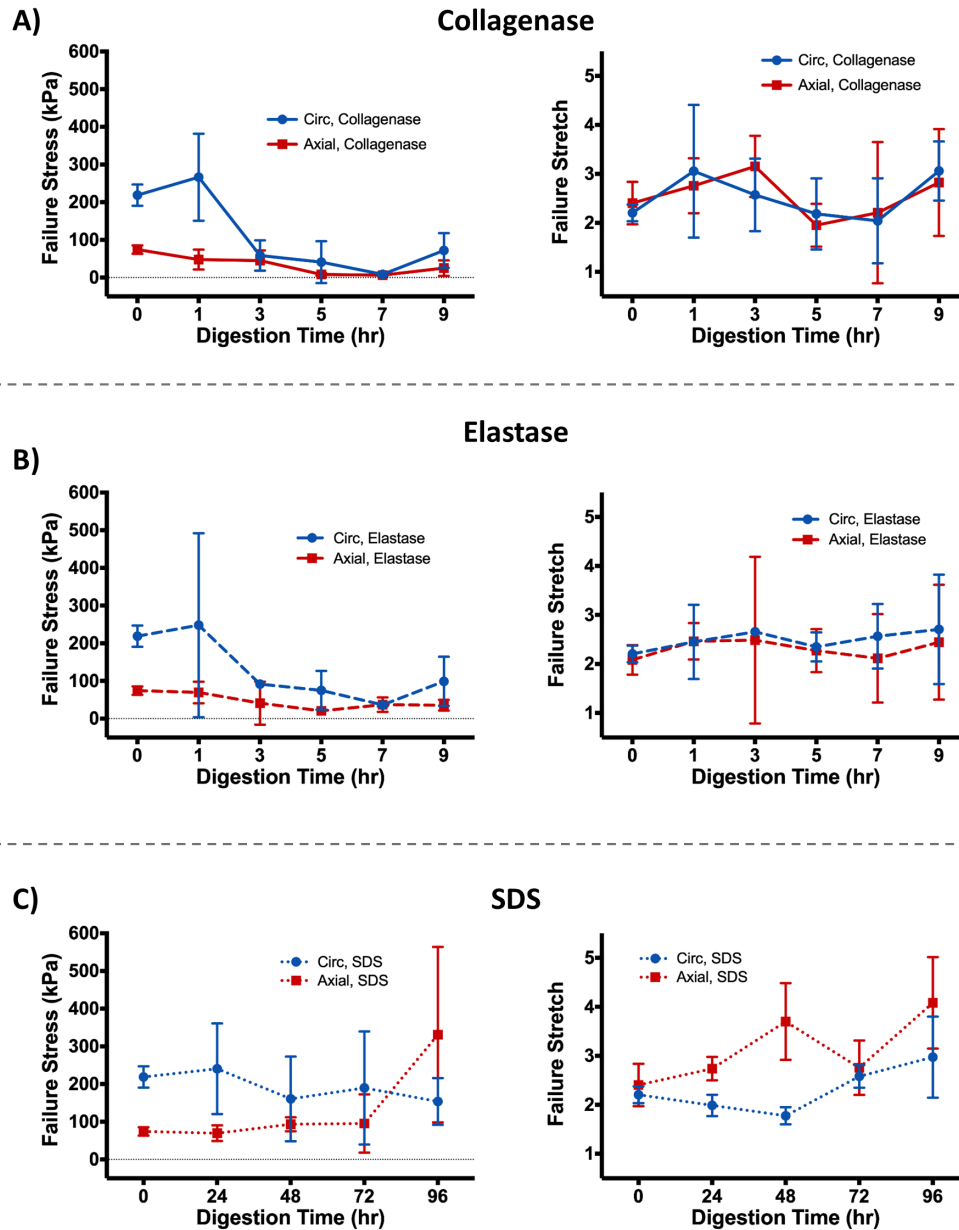 A)
Collagenase
Failure Stress (kPa)
600
500
400
300
200
100
0
0 1 3 5 7 9
Digestion Time (hr)
Circ, Collagenase
Axial, Collagenase
Failure Stretch
5
4
3
2
1
0 1 3 5 7 9
Digestion Time (hr)
Circ, Collagenase
Axial, Collagenase
Elastase
B)
Failure Stress (kPa)
600
500
400
300
200
100
0
0 1 3 5 7 9
Digestion Time (hr)
Circ, Elastase
Axial, Elastase
Failure Stretch
5
4
3
2
1
0 1 3 5 7 9
Digestion Time (hr)
Circ, Elastase
Axial, Elastase
C)
SDS
Failure Stress (kPa)
600
500
400
300
200
100
0
0 24 48 72 96
Digestion Time (hr)
Circ, SDS
Axial, SDS
Failure Stretch
5
4
3
2
1
0 24 48 72 96
Digestion Time (hr)
Circ, SDS
Axial, SDS